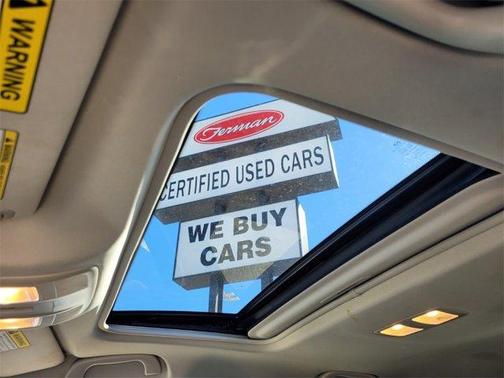 WARNING
Ferman
CERTIFIED USED CARS
WE BUY
CARS